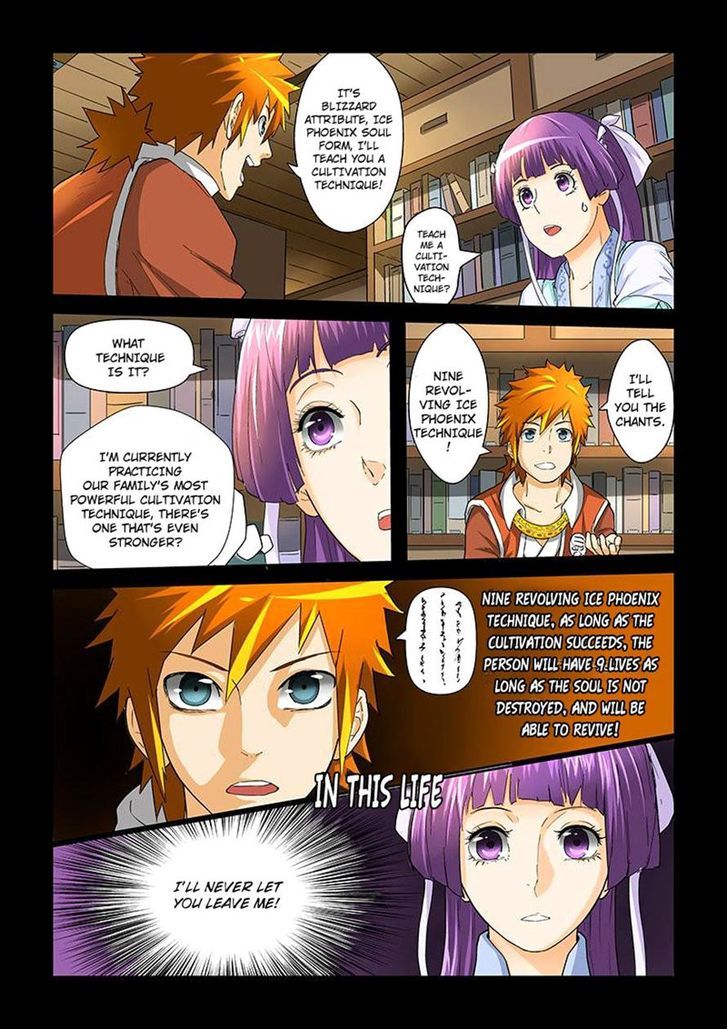 IT'S
BLIZZARD
ATTRIBUTE, ICE
PHOENIX SOUL
FORM, I'LL
TEACH YOU A
CULTIVATION
TECHNIQUE!
TEACH
ME A
CULTI-
VATION
TECH-
NIQUE?
WHAT
TECHNIQUE
IS IT?
I'M CURRENTLY
PRACTICING
OUR FAMILY'S MOST
POWERFUL CULTIVATION
TECHNIQUE, THERE'S
ONE THAT'S EVEN
STRONGER?
NINE
REVOL-
VING ICE
PHOENIX
TECHNIQUE
!
I'LL
TELL
YOU THE
CHANTS.
NINE REVOLVING ICE PHOENIX
TECHNIQUE, AS LONG AS THE
CULTIVATION SUCCEEDS, THE
PERSON WILL HAVE 9 LIVES AS
LONG AS THE SOUL IS NOT
DESTROYED, AND WILL BE
ABLE TO REVIVE!
IN THIS LIFE
I'LL NEVER LET
YOU LEAVE ME!